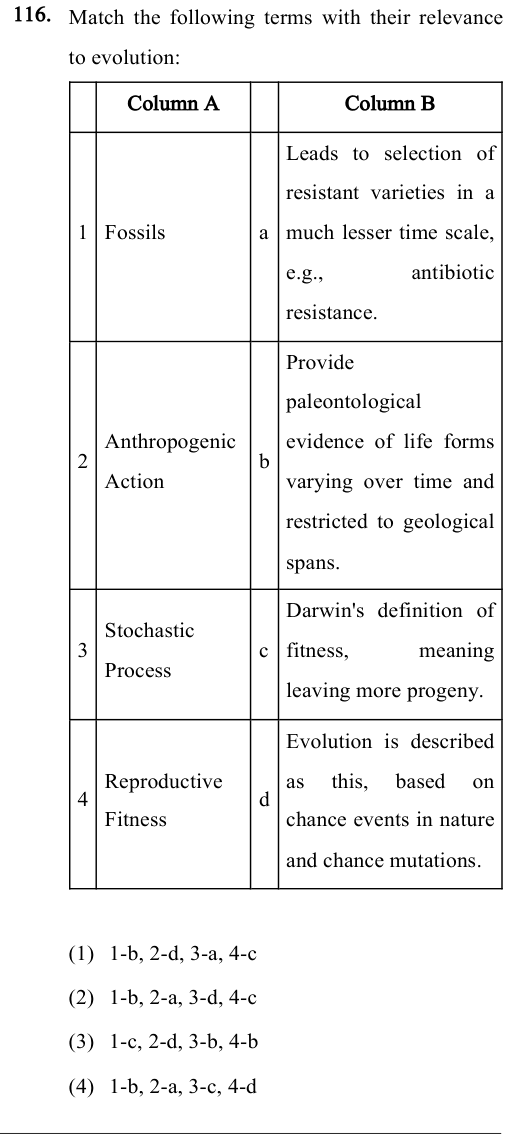 116. Match the following terms with their relevance
to evolution:
Column A
Column B
1
Fossils
a
Leads to selection of
resistant varieties in a
much lesser time scale,
e.g., antibiotic
resistance.
2
Anthropogenic
Action
b
Provide
paleontological
evidence of life forms
varying over time and
restricted to geological
spans.
3
Stochastic
Process
c
Darwin's definition of
fitness, meaning
leaving more progeny.
4
Reproductive
Fitness
d
Evolution is described
as this, based on
chance events in nature
and chance mutations.
(1) 1-b, 2-d, 3-a, 4-c
(2) 1-b, 2-a, 3-d, 4-c
(3) 1-c, 2-d, 3-b, 4-b
(4) 1-b, 2-a, 3-c, 4-d